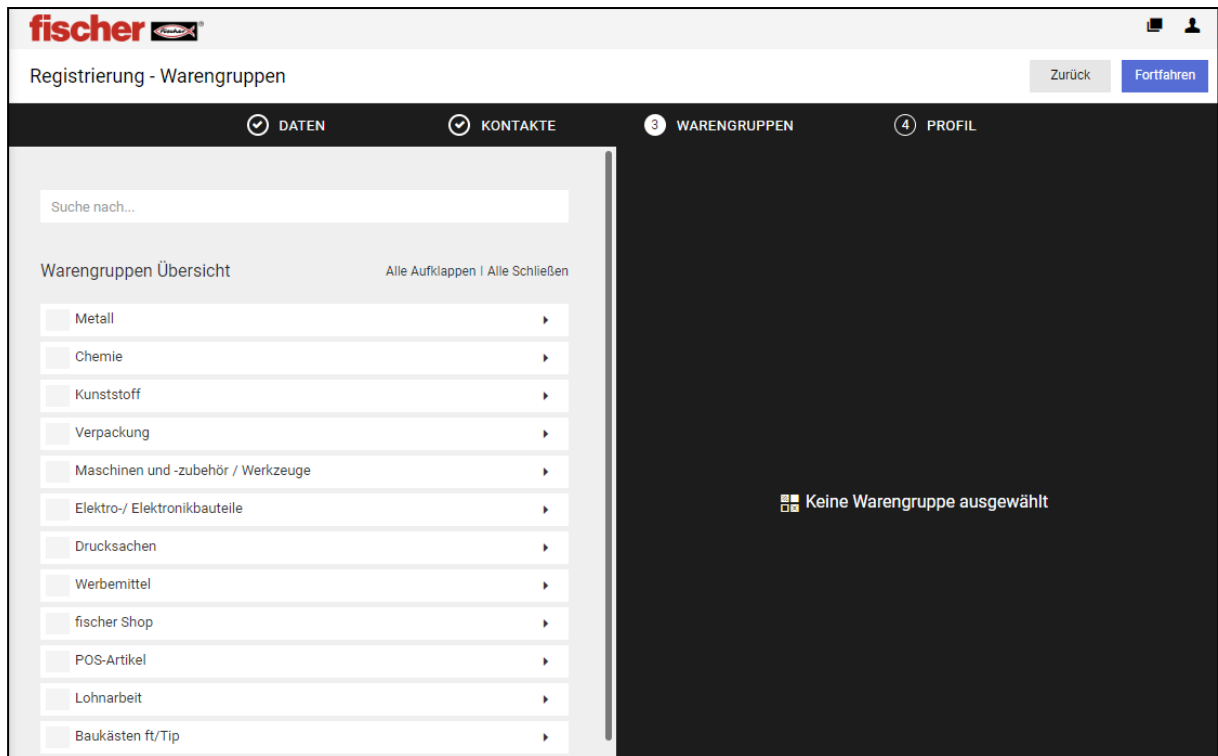 fischer fischer
Registrierung - Warengruppen
Zurück
Fortfahren
DATEN
KONTAKTE
3 WARENGRUPPEN
4 PROFIL
Suche nach...
Warengruppen Übersicht
Alle Aufklappen | Alle Schließen
Metall
Chemie
Kunststoff
Verpackung
Maschinen und -zubehör / Werkzeuge
Elektro-/ Elektronikbauteile
Drucksachen
Werbemittel
fischer Shop
POS-Artikel
Lohnarbeit
Baukästen ft/Tip
Keine Warengruppe ausgewählt